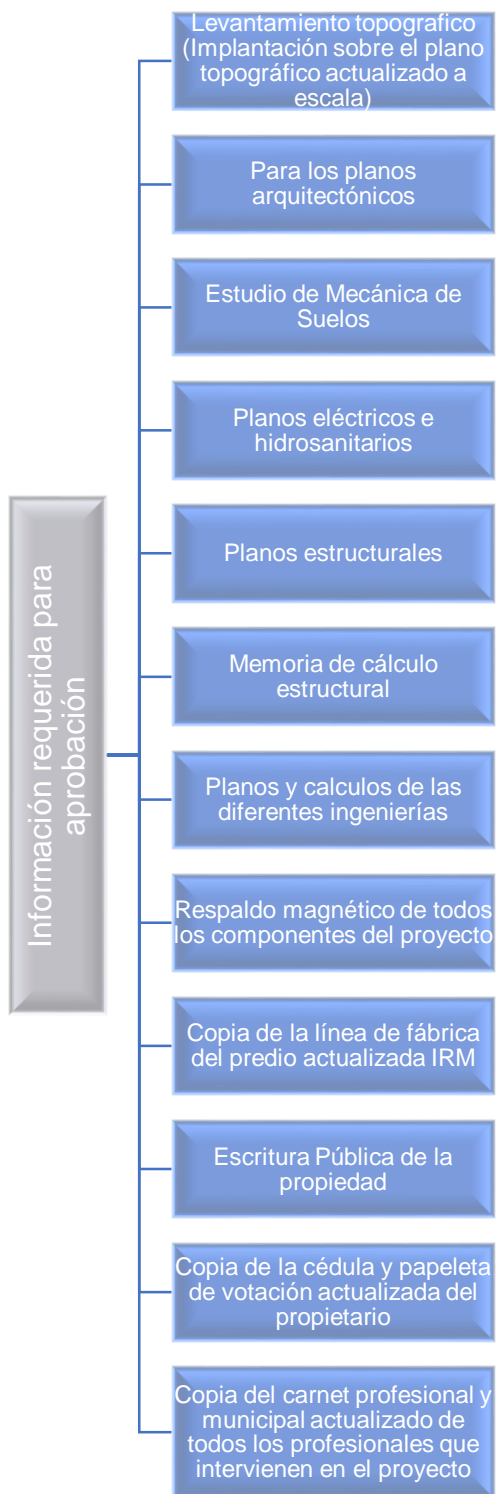 Levantamiento topografico
(Implantación sobre el plano
topográfico actualizado a
escala)
Para los planos
arquitectónicos
Estudio de Mecánica de
Suelos
Planos eléctricos e
hidrosanitarios
Planos estructurales
Memoria de cálculo
estructural
Planos y calculos de las
diferentes ingenierías
Respaldo magnético de todos
los componentes del proyecto
Copia de la línea de fábrica
del predio actualizada IRM
Escritura Pública de la
propiedad
Copia de la cédula y papeleta
de votación actualizada del
propietario
Copia del carnet profesional y
municipal actualizado de
todos los profesionales que
intervienen en el proyecto
Información requerida para
aprobación